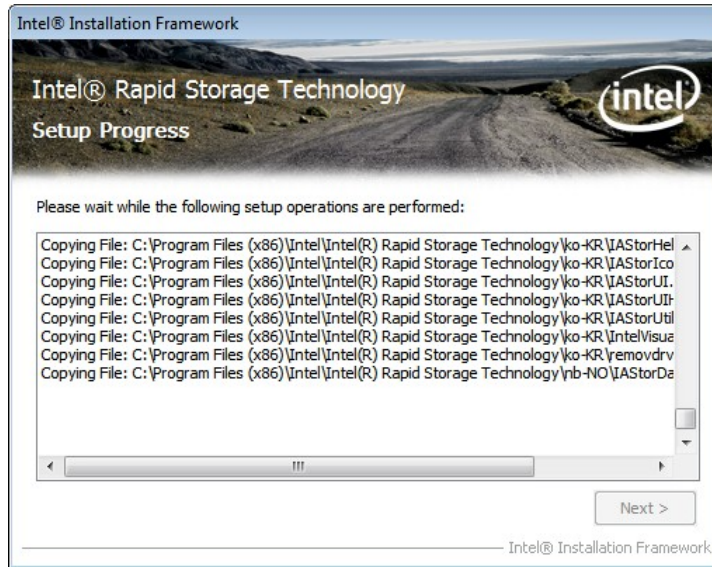 Intel® Installation Framework
Intel® Rapid Storage Technology
intel
Setup Progress
Please wait while the following setup operations are performed:
Copying File: C:\Program Files (x86)\Intel\Intel(R) Rapid Storage Technology\ko-KR\IAStorHel
Copying File: C:\Program Files (x86)\Intel\Intel(R) Rapid Storage Technology\ko-KR\IAStorIco
Copying File: C:\Program Files (x86)\Intel\Intel(R) Rapid Storage Technology\ko-KR\IAStorUI.
Copying File: C:\Program Files (x86)\Intel\Intel(R) Rapid Storage Technology\ko-KR\IAStorUIH
Copying File: C:\Program Files (x86)\Intel\Intel(R) Rapid Storage Technology\ko-KR\IAStorUtil
Copying File: C:\Program Files (x86)\Intel\Intel(R) Rapid Storage Technology\ko-KR\IntelVisua
Copying File: C:\Program Files (x86)\Intel\Intel(R) Rapid Storage Technology\ko-KR\removdrv
Copying File: C:\Program Files (x86)\Intel\Intel(R) Rapid Storage Technology\nb-NO\IAStorDa
Next >
Intel® Installation Framework